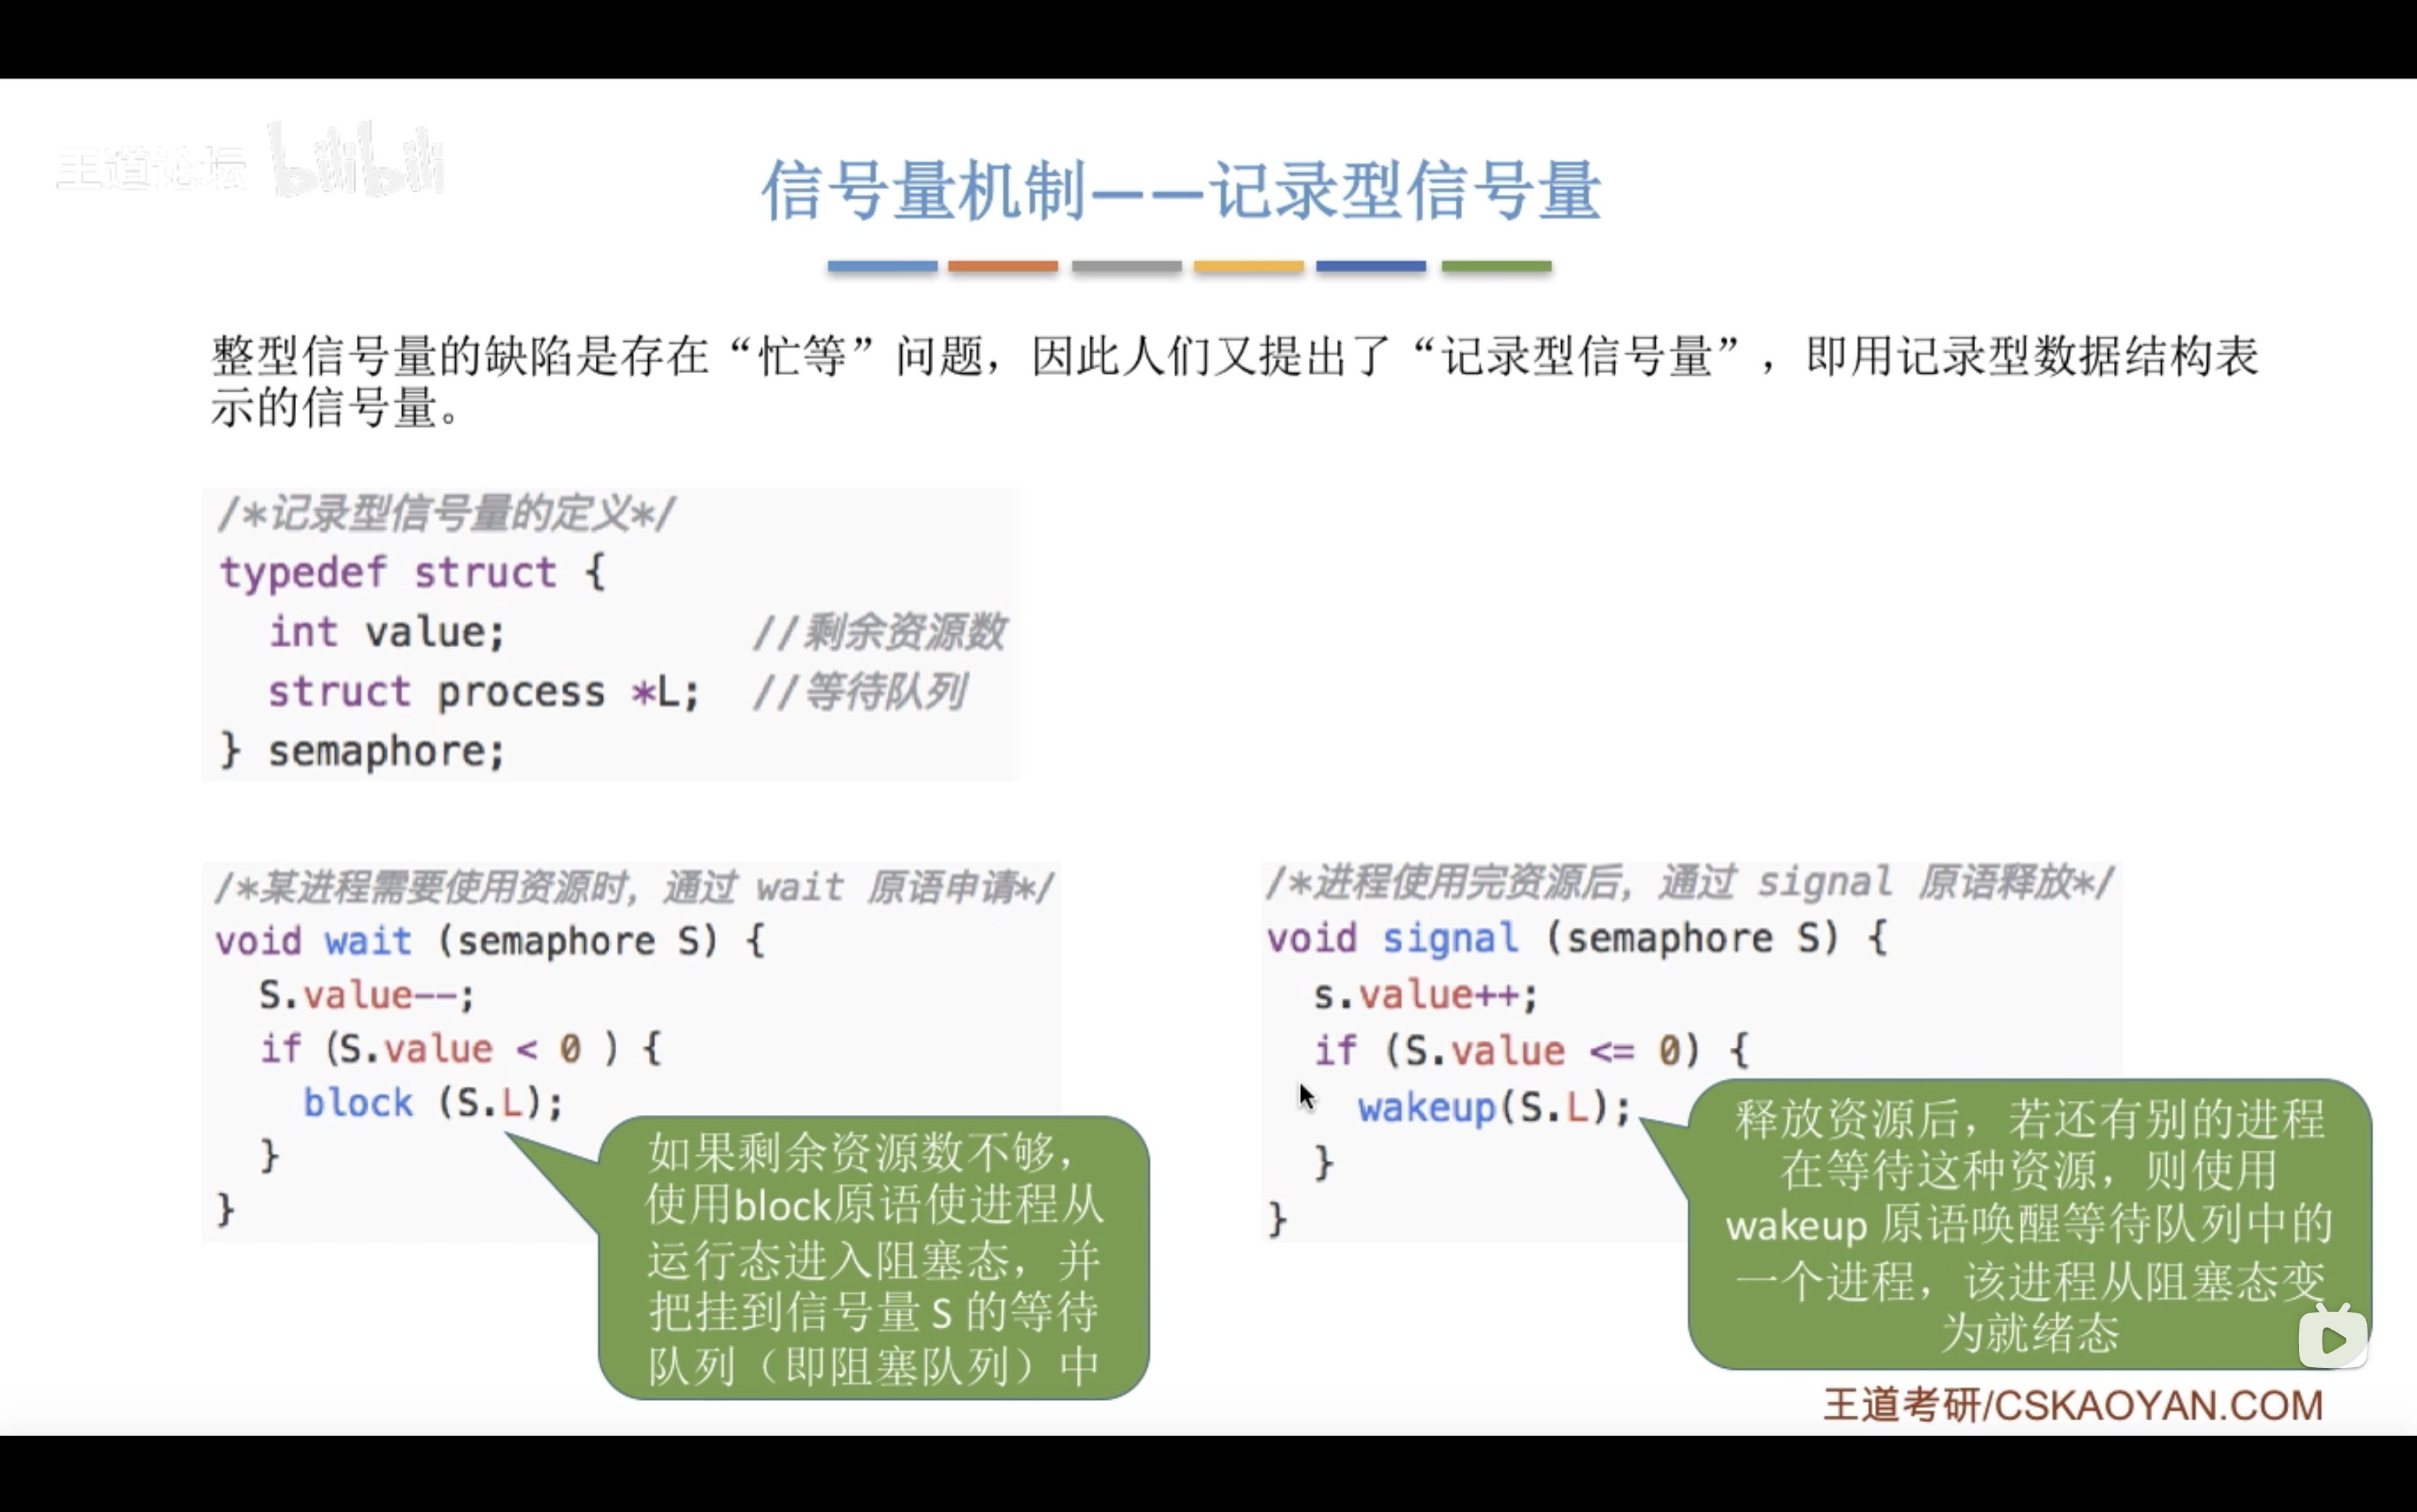 王道论坛 bilibili
信号量机制——记录型信号量
整型信号量的缺陷是存在“忙等”问题，因此人们又提出了“记录型信号量”，即用记录型数据结构表
示的信号量。
/*记录型信号量的定义*/
typedef struct {
int value; //剩余资源数
struct process *L; //等待队列
} semaphore;
/*某进程需要使用资源时，通过 wait 原语申请*/
void wait (semaphore S) {
S.value--;
if (S.value < 0 ) {
block (S.L);
}
}
如果剩余资源数不够，
使用block原语使进程从
运行态进入阻塞态，并
把挂到信号量 S 的等待
队列（即阻塞队列）中
/*进程使用完资源后，通过 signal 原语释放*/
void signal (semaphore S) {
s.value++;
if (S.value <= 0) {
wakeup(S.L);
}
}
释放资源后，若还有别的进程
在等待这种资源，则使用
wakeup 原语唤醒等待队列中的
一个进程，该进程从阻塞态变
为就绪态
王道考研/CSKAOYAN.COM